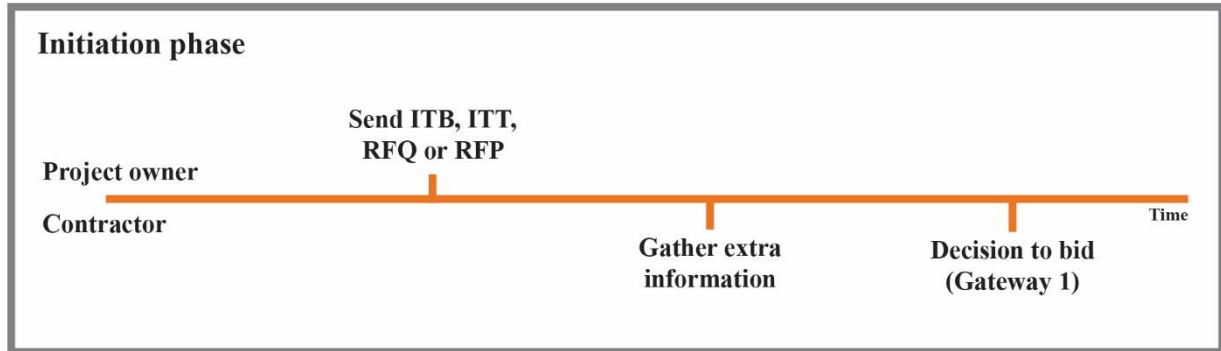 Initiation phase
Send ITB, ITT,
RFQ or RFP
Project owner
Contractor
Time
Gather extra
information
Decision to bid
(Gateway 1)